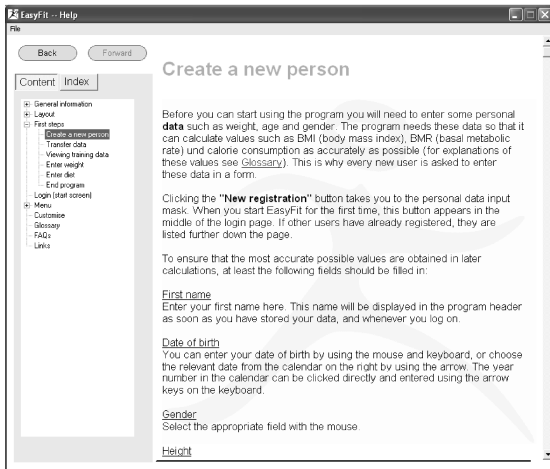 EasyFit -- Help
File
Back Forward
Content Index
General information
Layout
First steps
Create a new person
Transfer data
Viewing training data
Enter weight
Enter diet
End program
Login (start screen)
Menu
Customise
Glossary
FAQs
Links
Create a new person
Before you can start using the program you will need to enter some personal
data such as weight, age and gender. The program needs these data so that it
can calculate values such as BMI (body mass index), BMR (basal metabolic
rate) und calorie consumption as accurately as possible (for explanations of
these values see Glossary). This is why every new user is asked to enter
these data in a form.
Clicking the "New registration" button takes you to the personal data input
mask. When you start EasyFit for the first time, this button appears in the
middle of the login page. If other users have already registered, they are
listed further down the page.
To ensure that the most accurate possible values are obtained in later
calculations, at least the following fields should be filled in:
First name
Enter your first name here. This name will be displayed in the program header
as soon as you have stored your data, and whenever you log on.
Date of birth
You can enter your date of birth by using the mouse and keyboard, or choose
the relevant date from the calendar on the right by using the arrow. The year
number in the calendar can be clicked directly and entered using the arrow
keys on the keyboard.
Gender
Select the appropriate field with the mouse.
Height